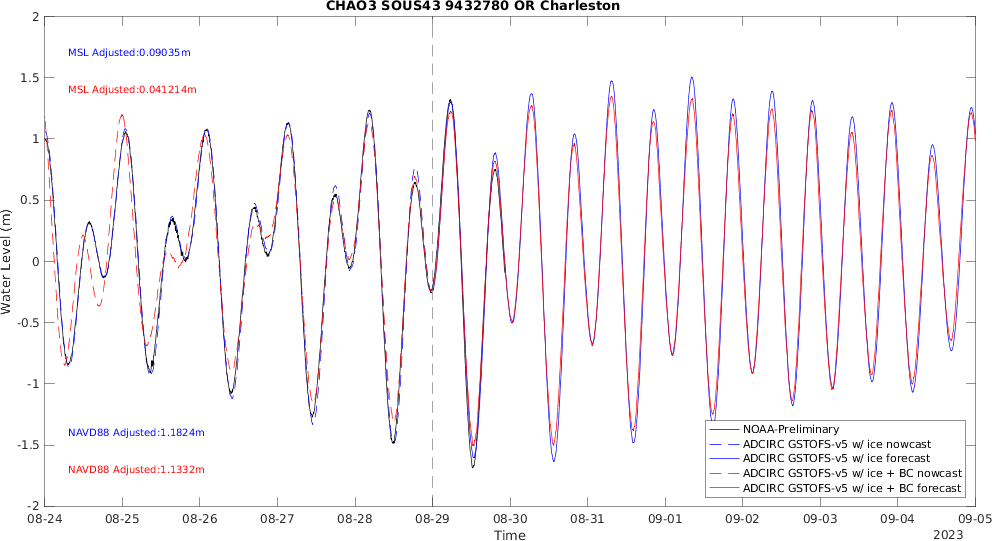 CHAO3 SOUS43 9432780 OR Charleston
MSL Adjusted:0.09035m
MSL Adjusted:0.041214m
NAVD88 Adjusted:1.1824m
NAVD88 Adjusted:1.1332m
Water Level (m)
2
1.5
1
0.5
0
-0.5
-1
-1.5
-2
NOAA-Preliminary
ADCIRC GSTOFS-v5 w/ ice nowcast
ADCIRC GSTOFS-v5 w/ ice forecast
ADCIRC GSTOFS-v5 w/ ice + BC nowcast
ADCIRC GSTOFS-v5 w/ ice + BC forecast
08-24 08-25 08-26 08-27 08-28 08-29 08-30 08-31 09-01 09-02 09-03 09-04 09-05
Time
2023